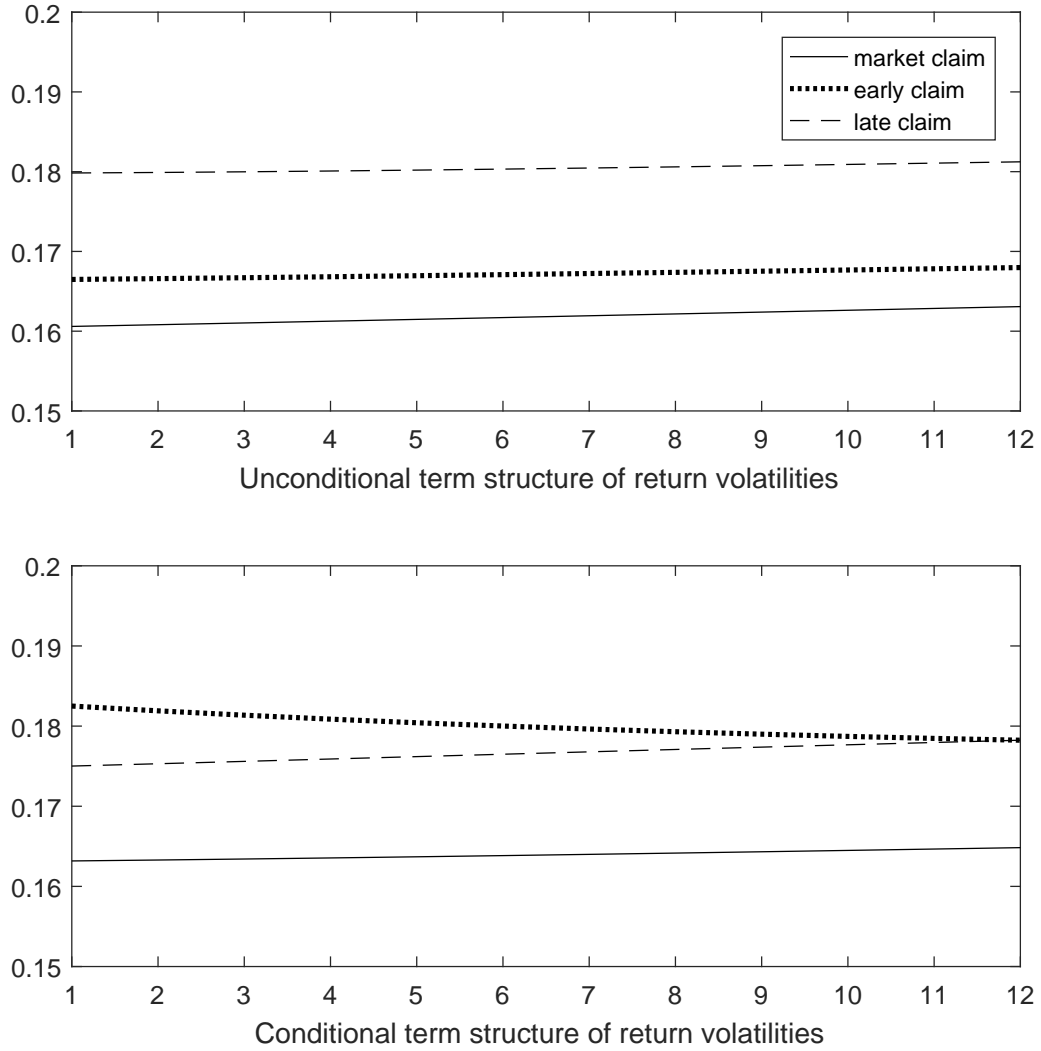 0.2
0.19
0.18
0.17
0.16
0.15
market claim
early claim
late claim
1 2 3 4 5 6 7 8 9 10 11 12
Unconditional term structure of return volatilities
0.2
0.19
0.18
0.17
0.16
0.15
1 2 3 4 5 6 7 8 9 10 11 12
Conditional term structure of return volatilities